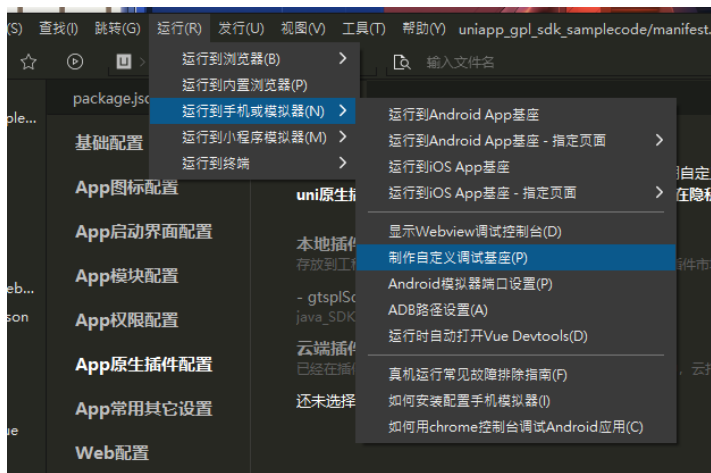 (S) 查找(I) 跳转(G) 运行(R) 发行(U) 视图(V) 工具(T) 帮助(Y) uniapp_gpl_sdk_samplecode/manifest.
U 输入文件名
ple...
package.jsc
基础配置
App图标配置
App启动界面配置
App模块配置
App权限配置
App原生插件配置
App常用其它设置
Web配置
运行到浏览器(B)
运行到内置浏览器(P)
运行到手机或模拟器(N)
运行到小程序模拟器(M)
运行到终端
运行到Android App基座
运行到Android App基座 - 指定页面
运行到iOS App基座
运行到iOS App基座 - 指定页面
显示Webview调试控制台(D)
制作自定义调试基座(P)
Android模拟器端口设置(P)
ADB路径设置(A)
运行时自动打开Vue Devtools(D)
真机运行常见故障排除指南(F)
如何安装配置手机模拟器(I)
如何用chrome控制台调试Android应用(C)
uni原生插
本地插件
存放到工程
- gtsplSc
java_SDK
云端插件
已经在插件
还未选择
自定
在隐私
插件市
,云打
eb...
son
ue